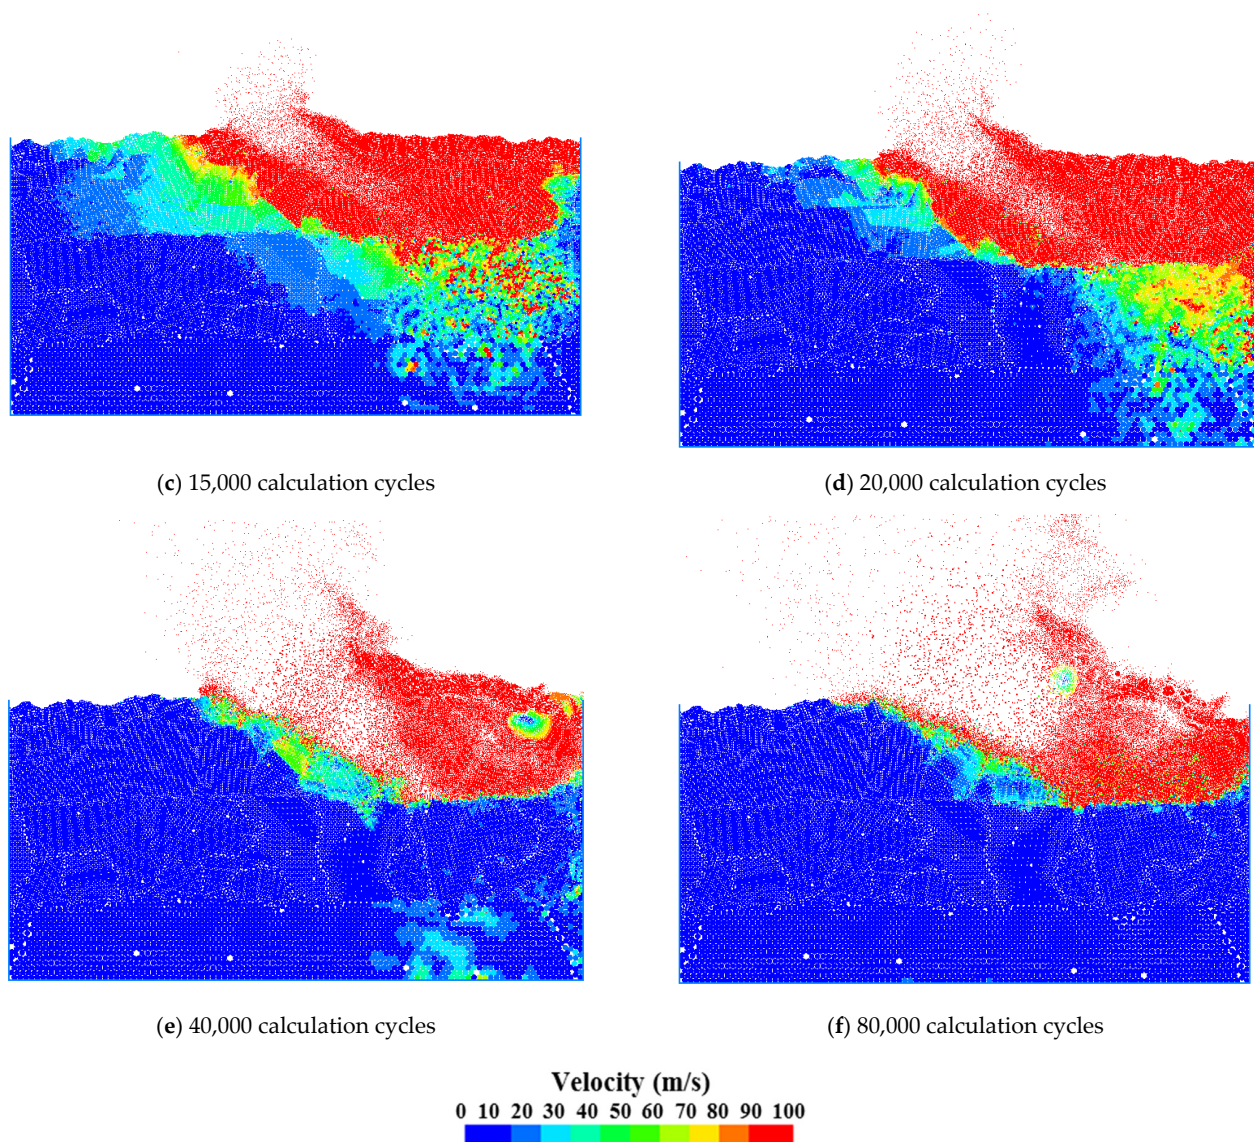 (c) 15,000 calculation cycles
(d) 20,000 calculation cycles
(e) 40,000 calculation cycles
(f) 80,000 calculation cycles
Velocity (m/s)
0 10 20 30 40 50 60 70 80 90 100